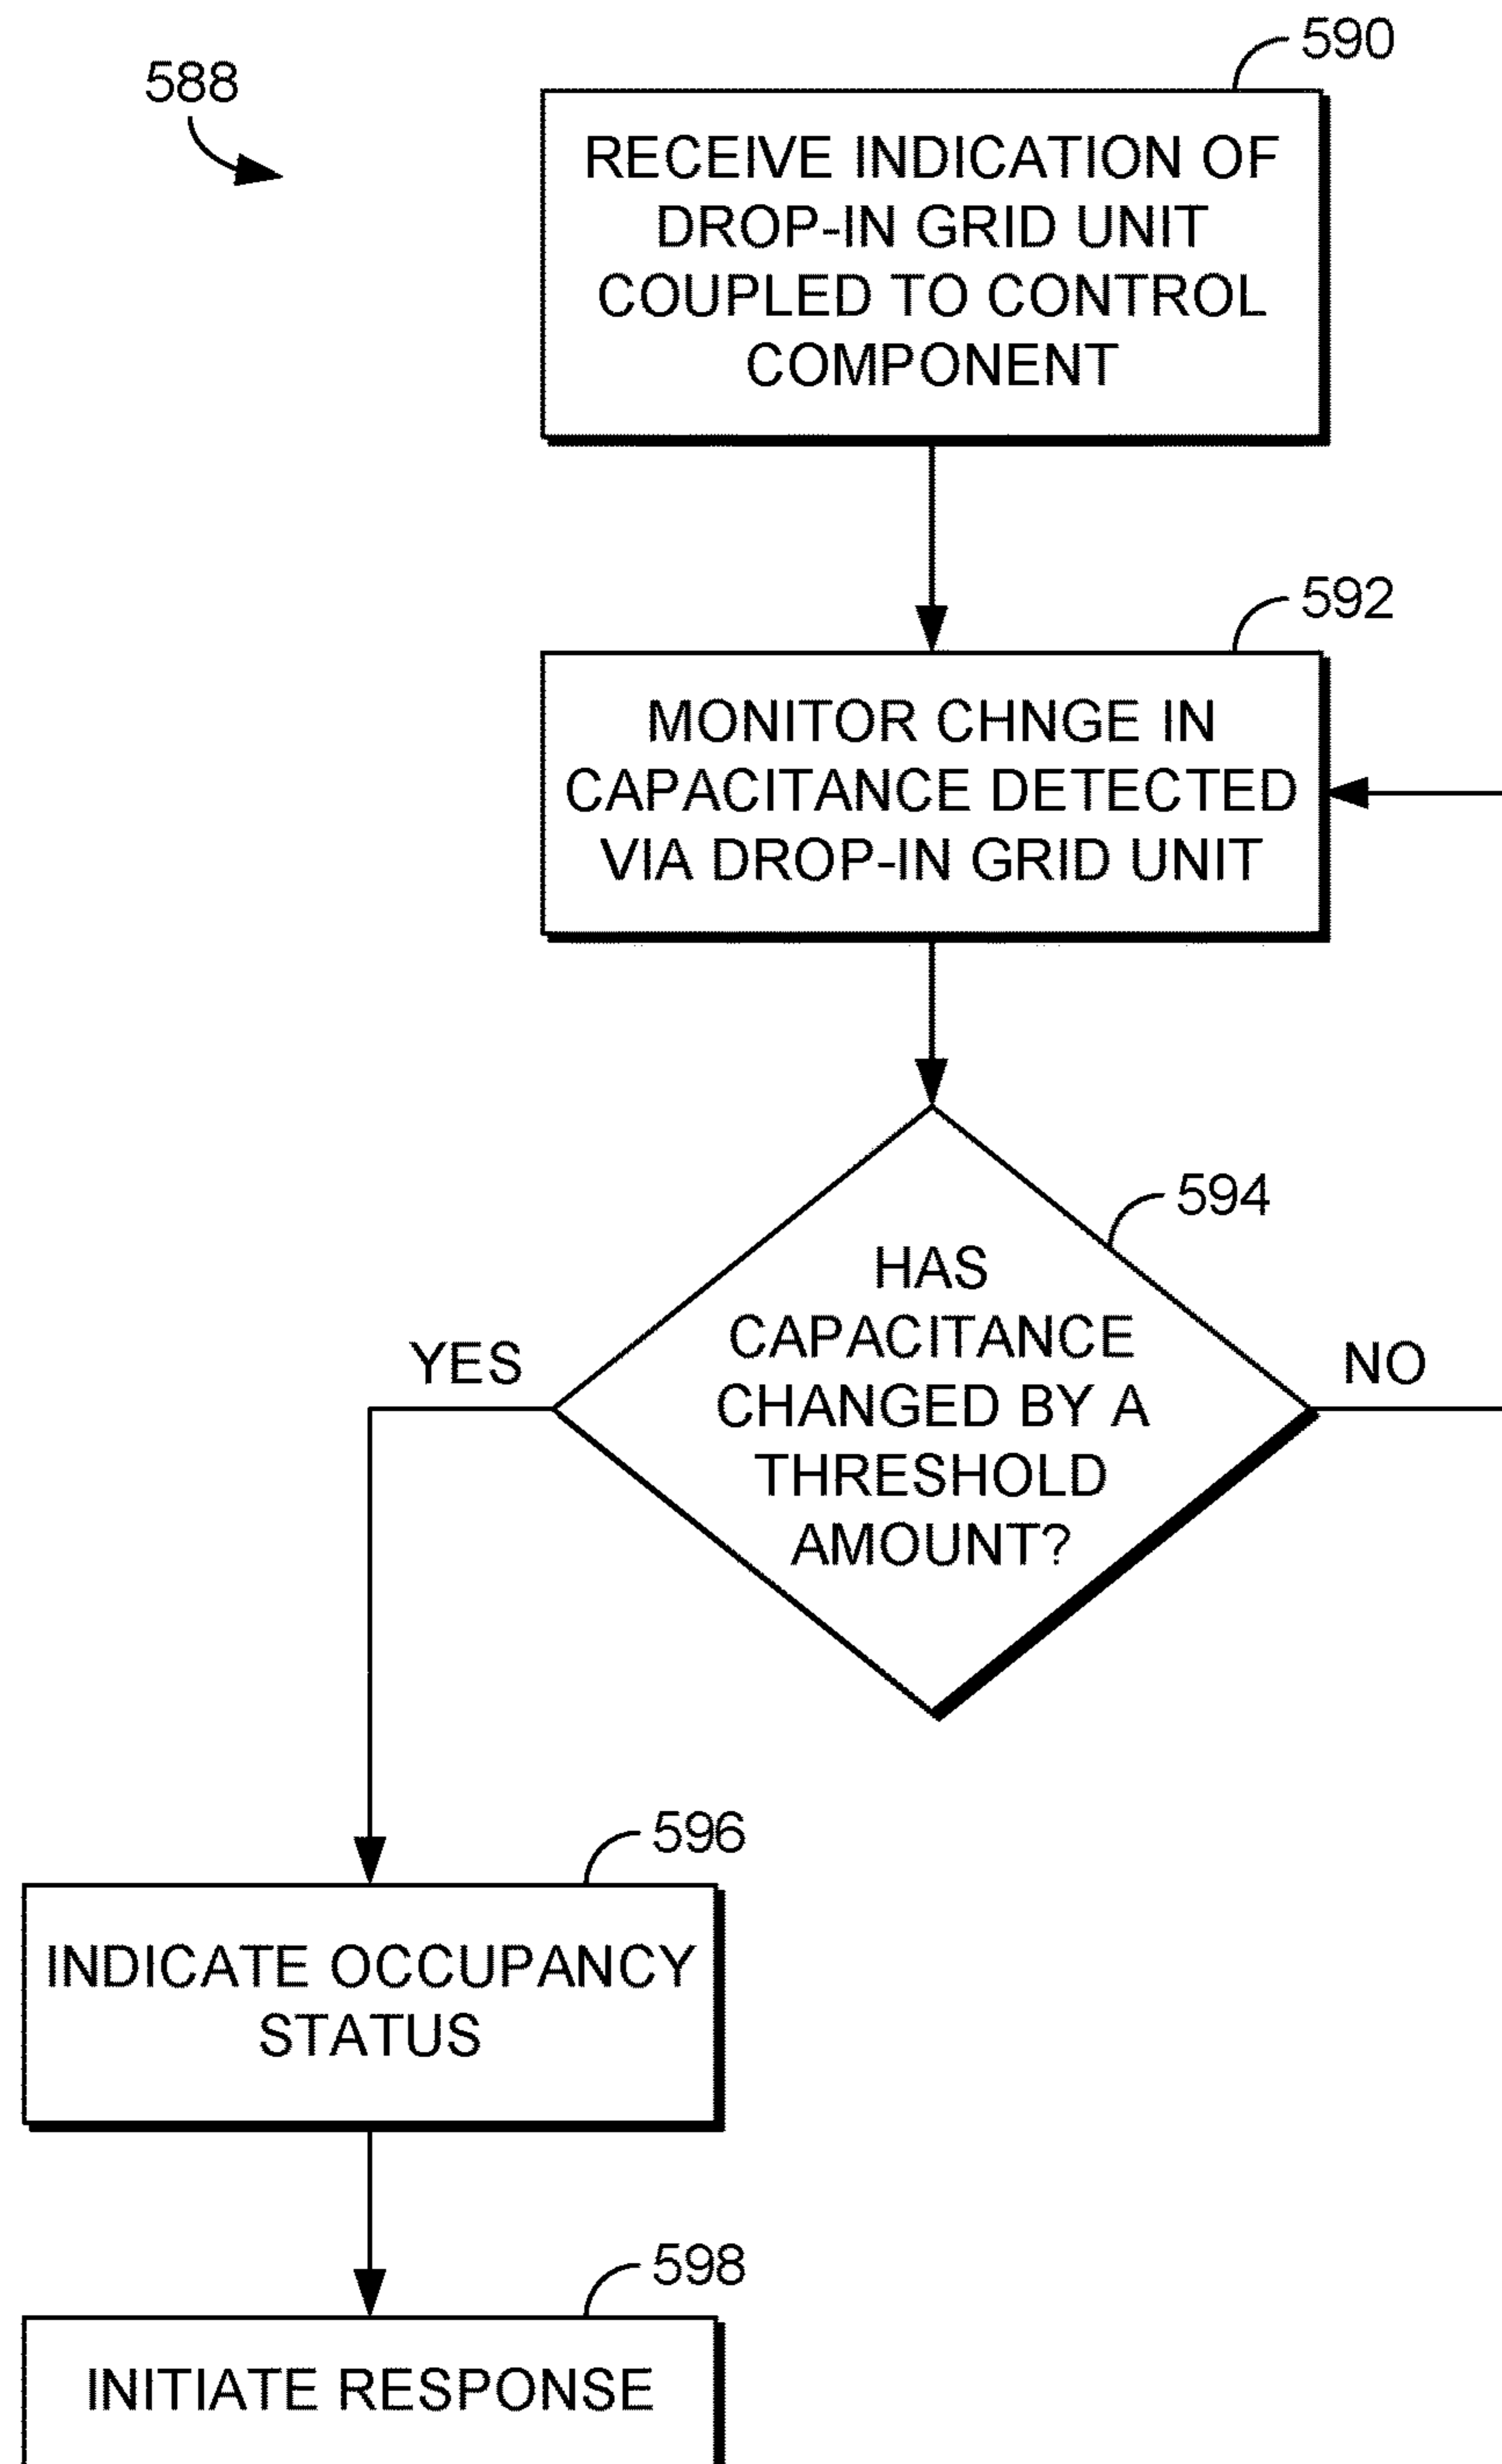 588
590
RECEIVE INDICATION OF
DROP-IN GRID UNIT
COUPLED TO CONTROL
COMPONENT
592
MONITOR CHNGE IN
CAPACITANCE DETECTED
VIA DROP-IN GRID UNIT
594
HAS
CAPACITANCE
CHANGED BY A
THRESHOLD
AMOUNT?
YES
NO
596
INDICATE OCCUPANCY
STATUS
598
INITIATE RESPONSE